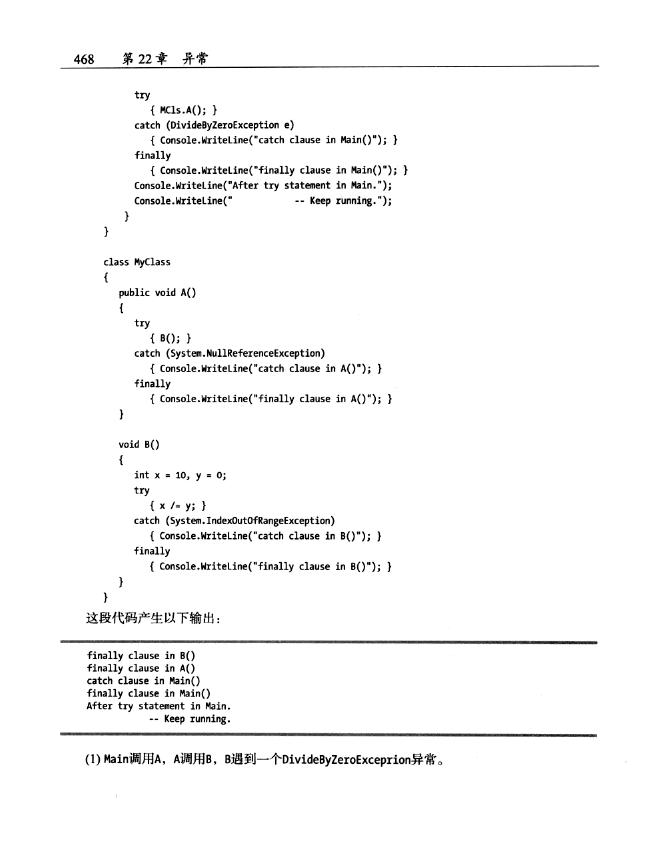 468 第 22 章 异常
try
{ MCls.A(); }
catch (DivideByZeroException e)
{ Console.WriteLine("catch clause in Main()"); }
finally
{ Console.WriteLine("finally clause in Main()"); }
Console.WriteLine("After try statement in Main.");
Console.WriteLine("            -- Keep running.");
}
}
class MyClass
{
public void A()
{
try
{ B(); }
catch (System.NullReferenceException)
{ Console.WriteLine("catch clause in A()"); }
finally
{ Console.WriteLine("finally clause in A()"); }
}
void B()
{
int x = 10, y = 0;
try
{ x /= y; }
catch (System.IndexOutOfRangeException)
{ Console.WriteLine("catch clause in B()"); }
finally
{ Console.WriteLine("finally clause in B()"); }
}
}
这段代码产生以下输出：
finally clause in B()
finally clause in A()
catch clause in Main()
finally clause in Main()
After try statement in Main.
-- Keep running.
(1) Main调用A，A调用B，B遇到一个DivideByZeroExceprion异常。